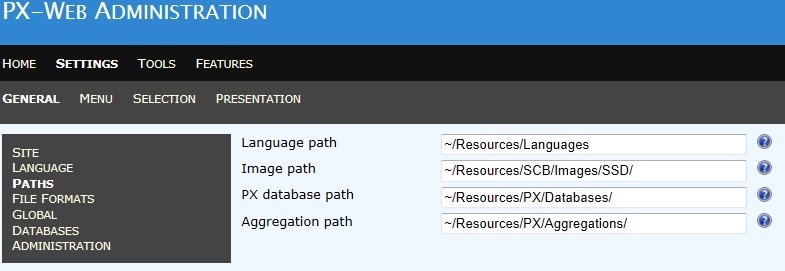 PX-Web Administration
Home Settings Tools Features
General Menu Selection Presentation
Site
Language
Paths
File Formats
Global
Databases
Administration
Language path ~/Resources/Languages ?
Image path ~/Resources/SCB/Images/SSD/ ?
PX database path ~/Resources/PX/Databases/ ?
Aggregation path ~/Resources/PX/Aggregations/ ?